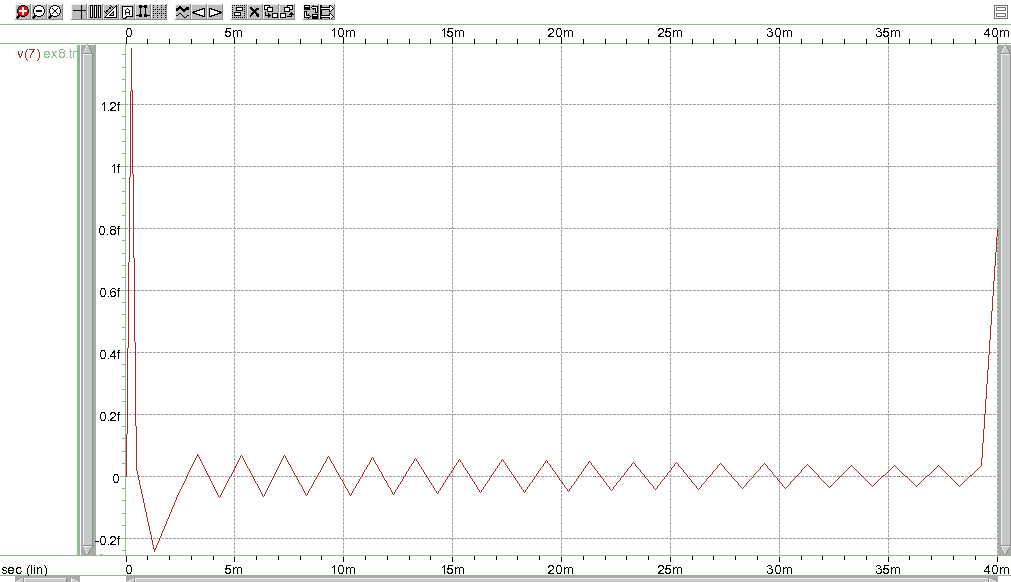 0 5m 10m 15m 20m 25m 30m 35m 40m
v(7) ex8.tr
1.2f
1f
0.8f
0.6f
0.4f
0.2f
0
-0.2f
sec (lin) 0 5m 10m 15m 20m 25m 30m 35m 40m